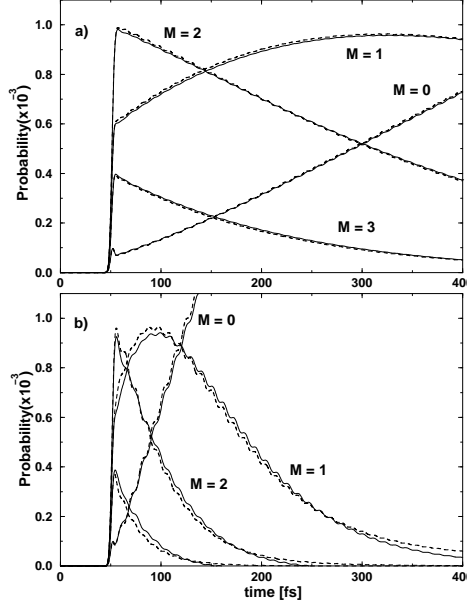 a)
M = 2
M = 1
M = 0
M = 3
Probability(x10⁻³)
1.0
0.8
0.6
0.4
0.2
0.0
0 100 200 300 400
b)
M = 0
M = 1
M = 2
Probability(x10⁻³)
1.0
0.8
0.6
0.4
0.2
0.0
0 100 200 300 400
time [fs]